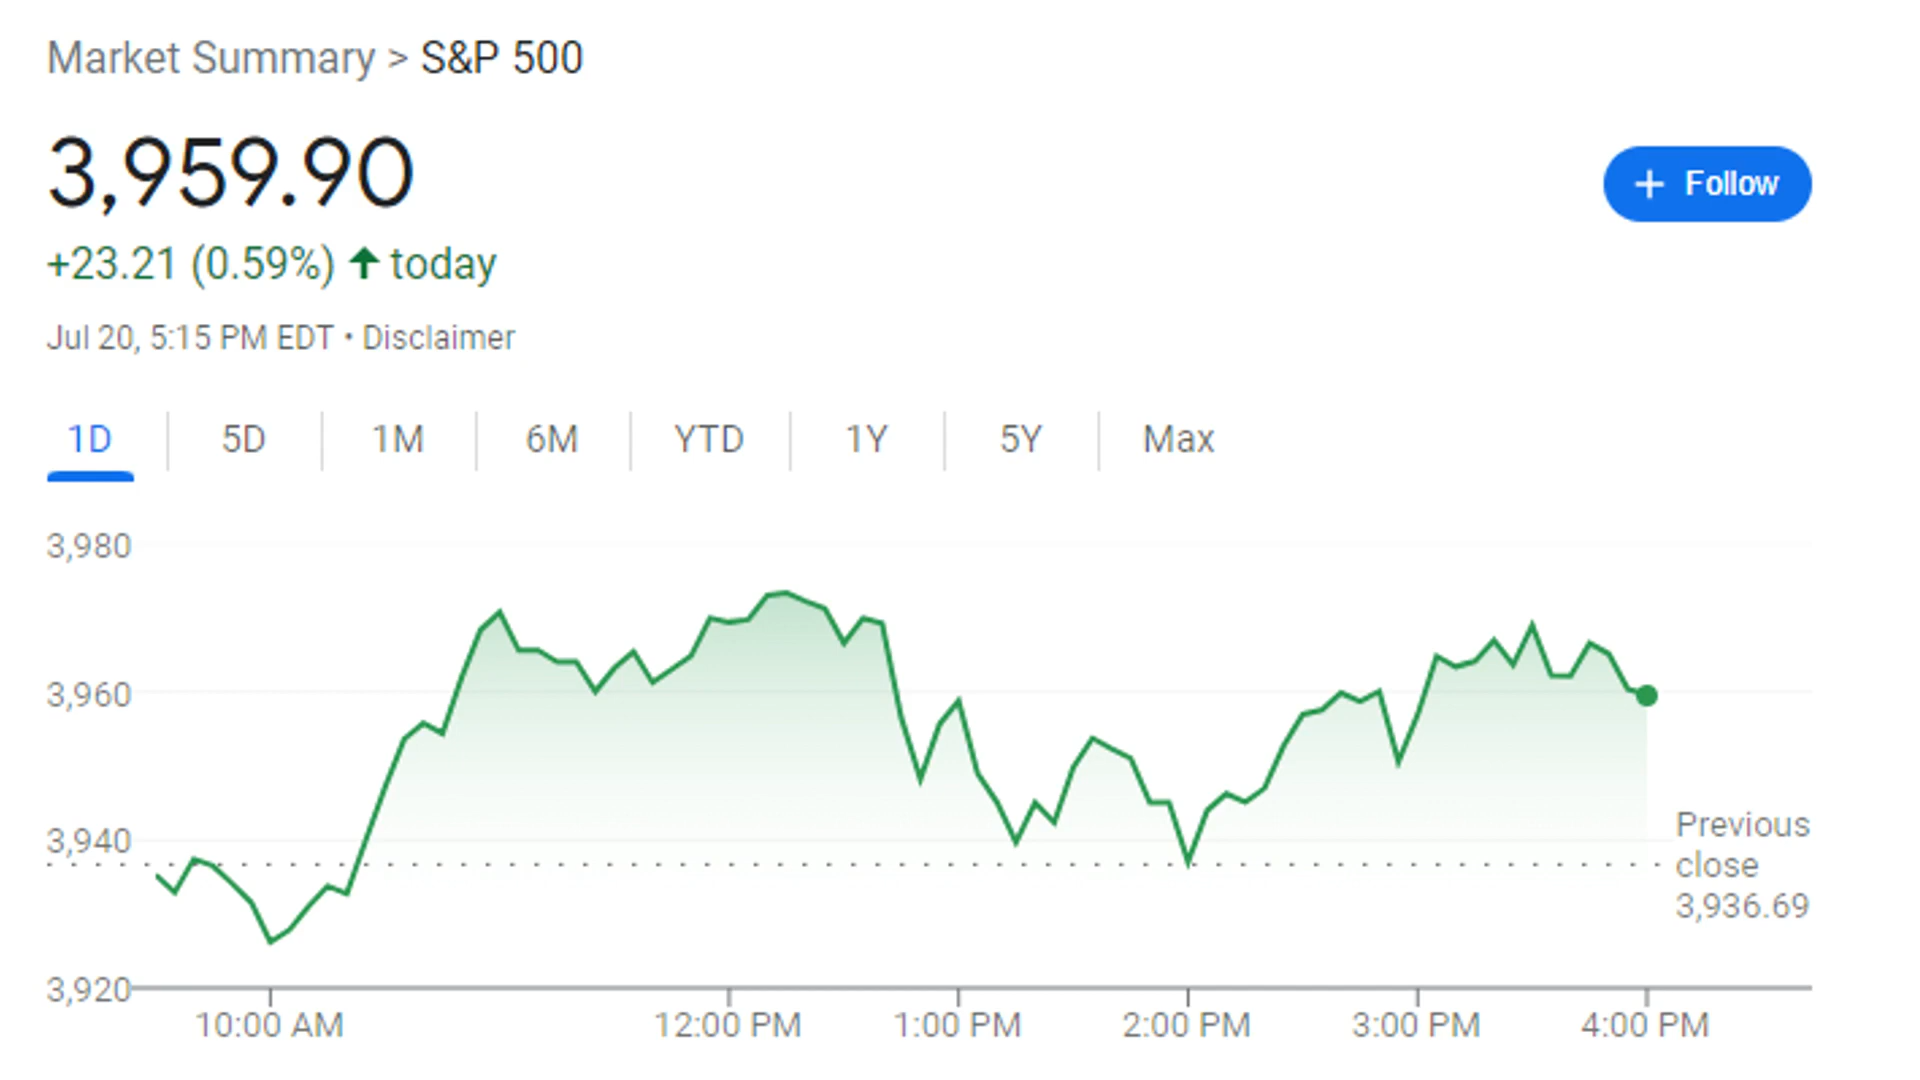 Market Summary > S&P 500
3,959.90
+ Follow
+23.21 (0.59%) ↑ today
Jul 20, 5:15 PM EDT • Disclaimer
1D 5D 1M 6M YTD 1Y 5Y Max
3,980
3,960
3,940
Previous
close
3,936.69
3,920
10:00 AM 12:00 PM 1:00 PM 2:00 PM 3:00 PM 4:00 PM